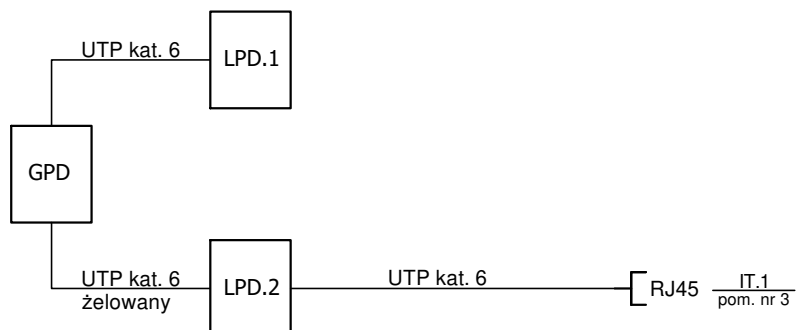 UTP kat. 6
LPD.1
GPD
UTP kat. 6
żelowany
LPD.2
UTP kat. 6
RJ45
IT.1
pom. nr 3